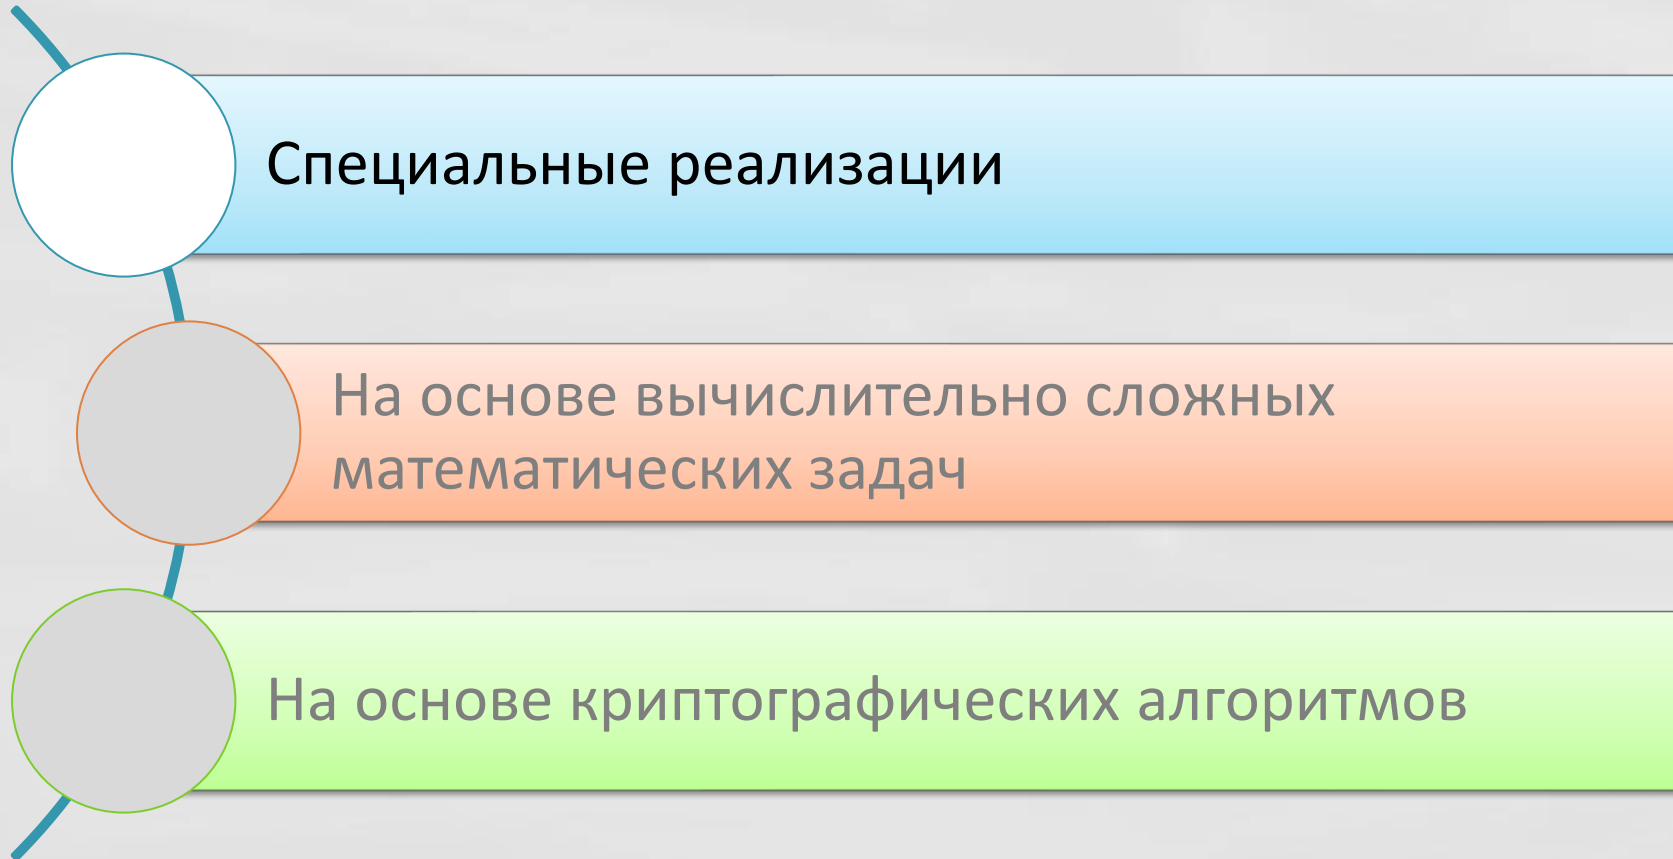 Специальные реализации
На основе вычислительно сложных
математических задач
На основе криптографических алгоритмов